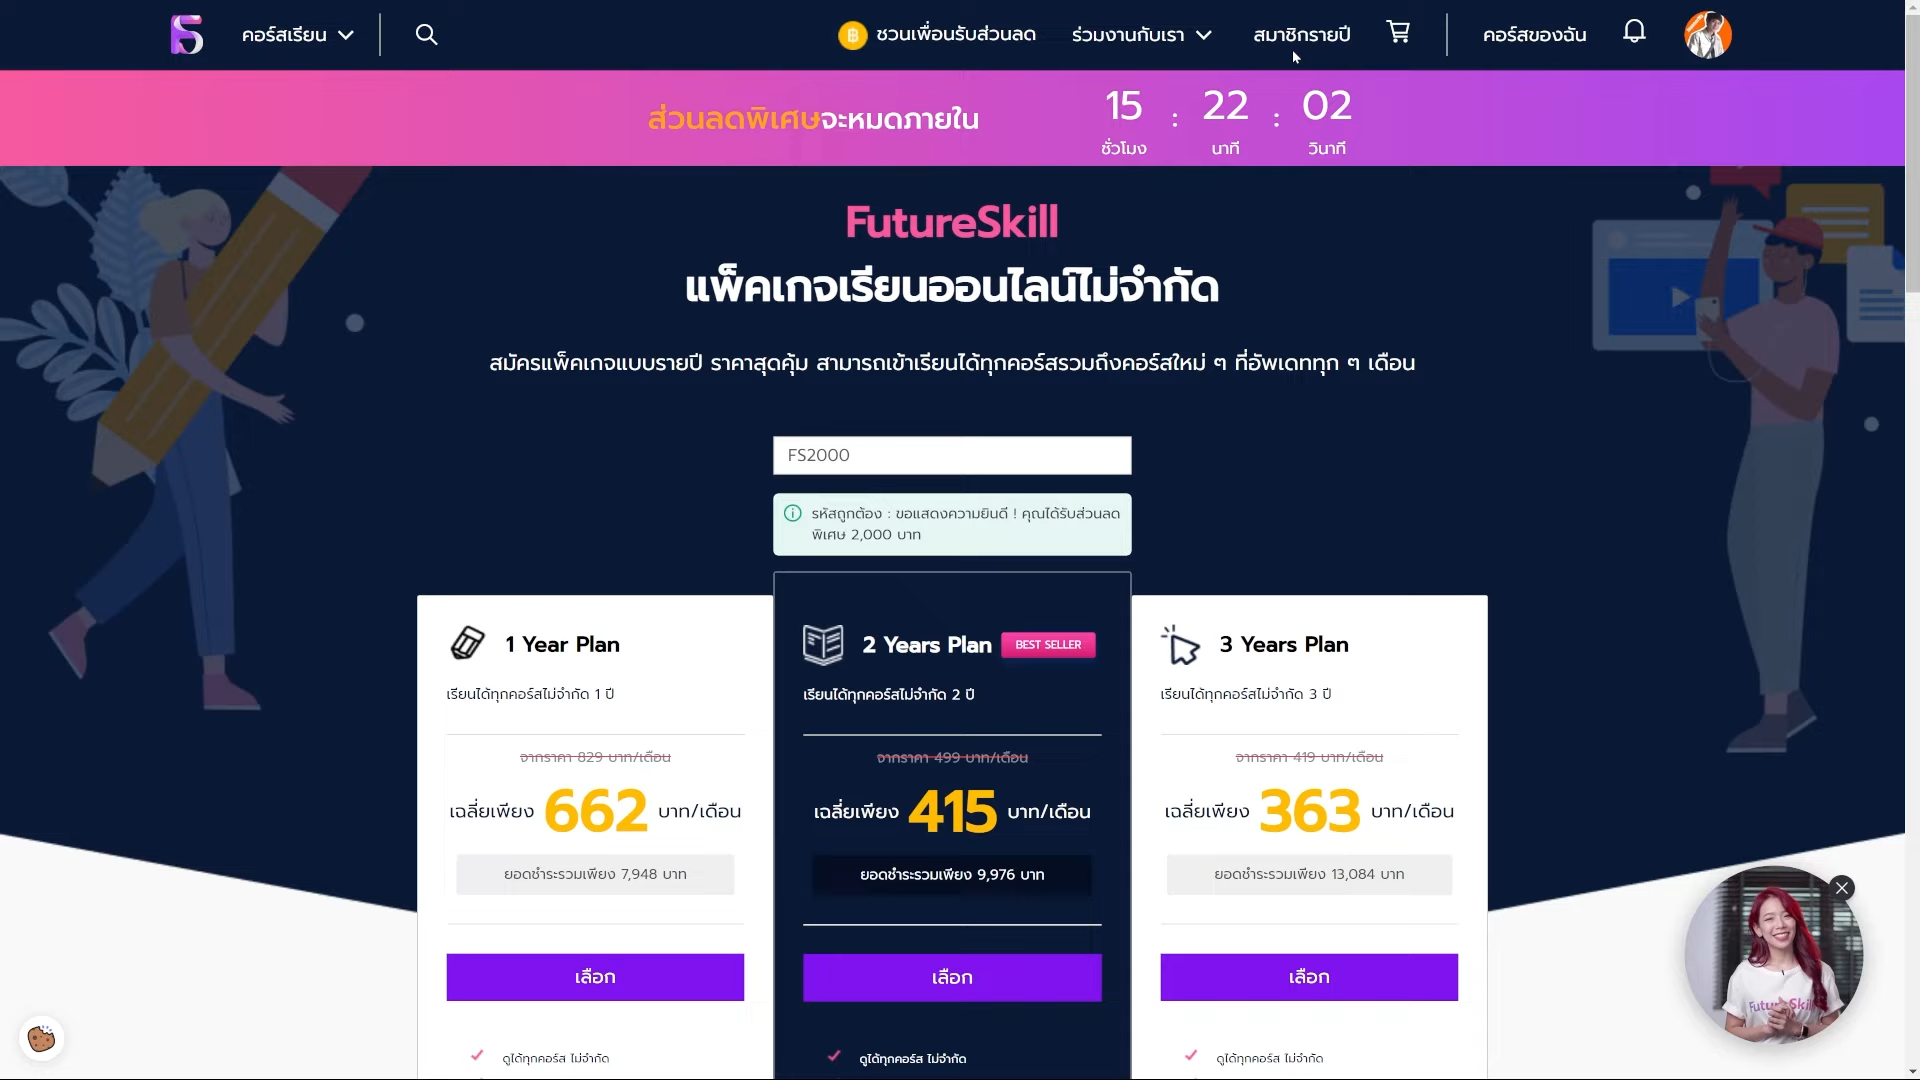 คอร์สเรียน
ชวนเพื่อนรับส่วนลด
ร่วมงานกับเรา
สมาชิกรายปี
คอร์สของฉัน
ส่วนลดพิเศษจะหมดภายใน
15 : 22 : 02
ชั่วโมง นาที วินาที
FutureSkill
แพ็คเกจเรียนออนไลน์ไม่จำกัด
สมัครแพ็คเกจแบบรายปี ราคาสุดคุ้ม สามารถเข้าเรียนได้ทุกคอร์สรวมถึงคอร์สใหม่ ๆ ที่อัพเดททุก ๆ เดือน
FS2000
รหัสถูกต้อง : ขอแสดงความยินดี ! คุณได้รับส่วนลด
พิเศษ 2,000 บาท
1 Year Plan
เรียนได้ทุกคอร์สไม่จำกัด 1 ปี
จากราคา 829 บาท/เดือน
เฉลี่ยเพียง 662 บาท/เดือน
ยอดชำระรวมเพียง 7,948 บาท
เลือก
ดูได้ทุกคอร์ส ไม่จำกัด
2 Years Plan BEST SELLER
เรียนได้ทุกคอร์สไม่จำกัด 2 ปี
จากราคา 499 บาท/เดือน
เฉลี่ยเพียง 415 บาท/เดือน
ยอดชำระรวมเพียง 9,976 บาท
เลือก
ดูได้ทุกคอร์ส ไม่จำกัด
3 Years Plan
เรียนได้ทุกคอร์สไม่จำกัด 3 ปี
จากราคา 419 บาท/เดือน
เฉลี่ยเพียง 363 บาท/เดือน
ยอดชำระรวมเพียง 13,084 บาท
เลือก
ดูได้ทุกคอร์ส ไม่จำกัด
FutureSkill